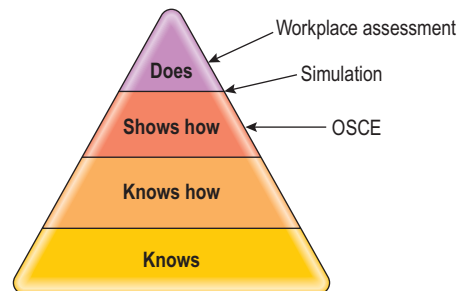 Workplace assessment
Does
Simulation
Shows how
OSCE
Knows how
Knows